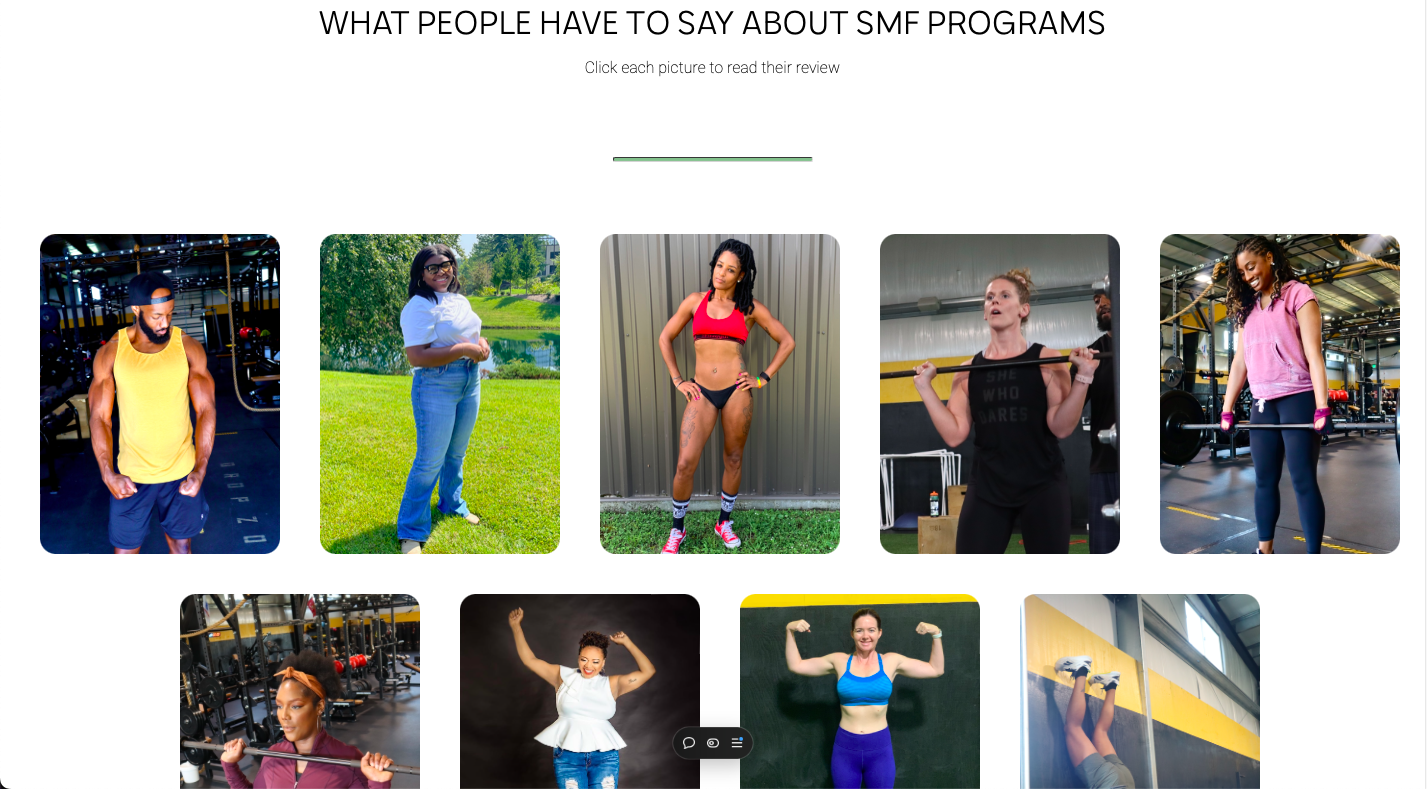 WHAT PEOPLE HAVE TO SAY ABOUT SMF PROGRAMS
Click each picture to read their review
SHE
WHO
DARES